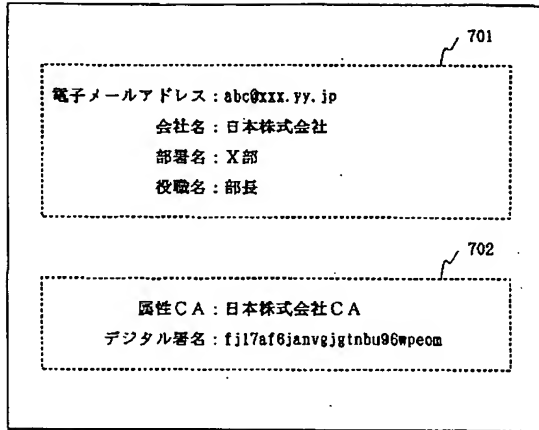 701
電子メールアドレス：abc@xxx.yy.jp
会社名：日本株式会社
部署名：X部
役職名：部長
702
属性CA：日本株式会社CA
デジタル署名：fj17af6janvgjgtnbu96wpeom